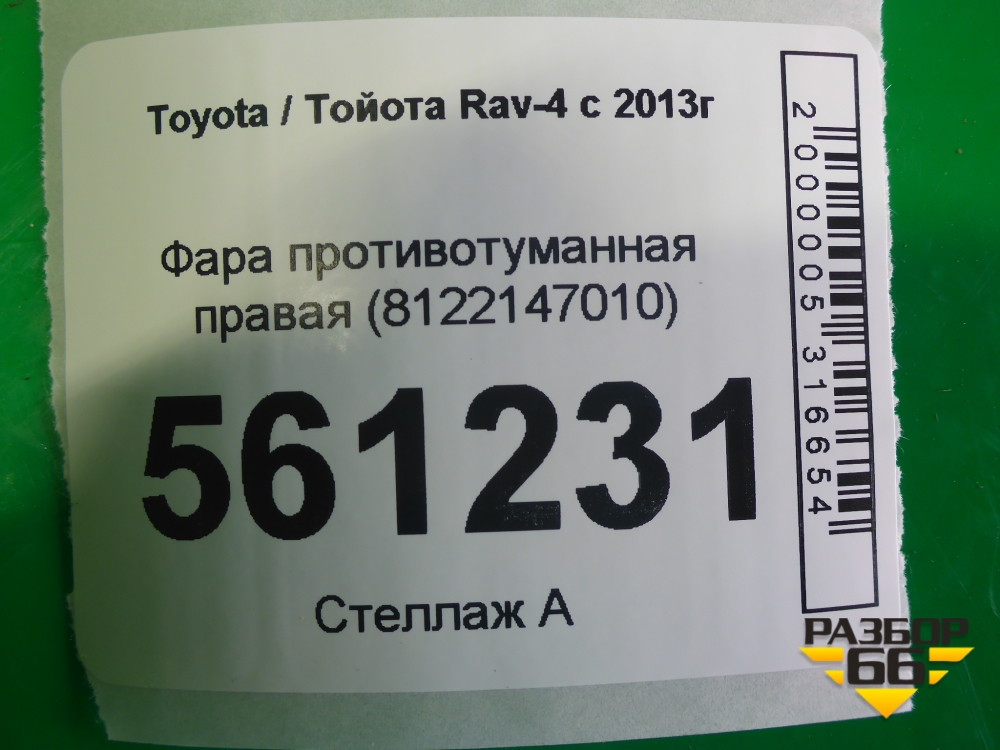 Toyota / Тойота Rav-4 с 2013г
Фара противотуманная
правая (8122147010)
561231
Стеллаж А
2 000005 316654
РАЗБОР
66